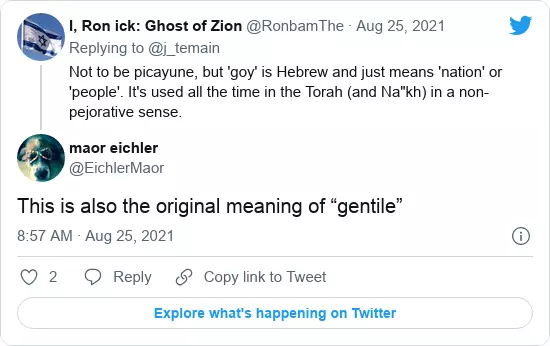 I, Ron ick: Ghost of Zion @RonbamThe · Aug 25, 2021
Replying to @j_temain
Not to be picayune, but 'goy' is Hebrew and just means 'nation' or
'people'. It's used all the time in the Torah (and Na"kh) in a non-
pejorative sense.
maor eichler
@EichlerMaor
This is also the original meaning of “gentile”
8:57 AM · Aug 25, 2021
2 Reply Copy link to Tweet
Explore what's happening on Twitter